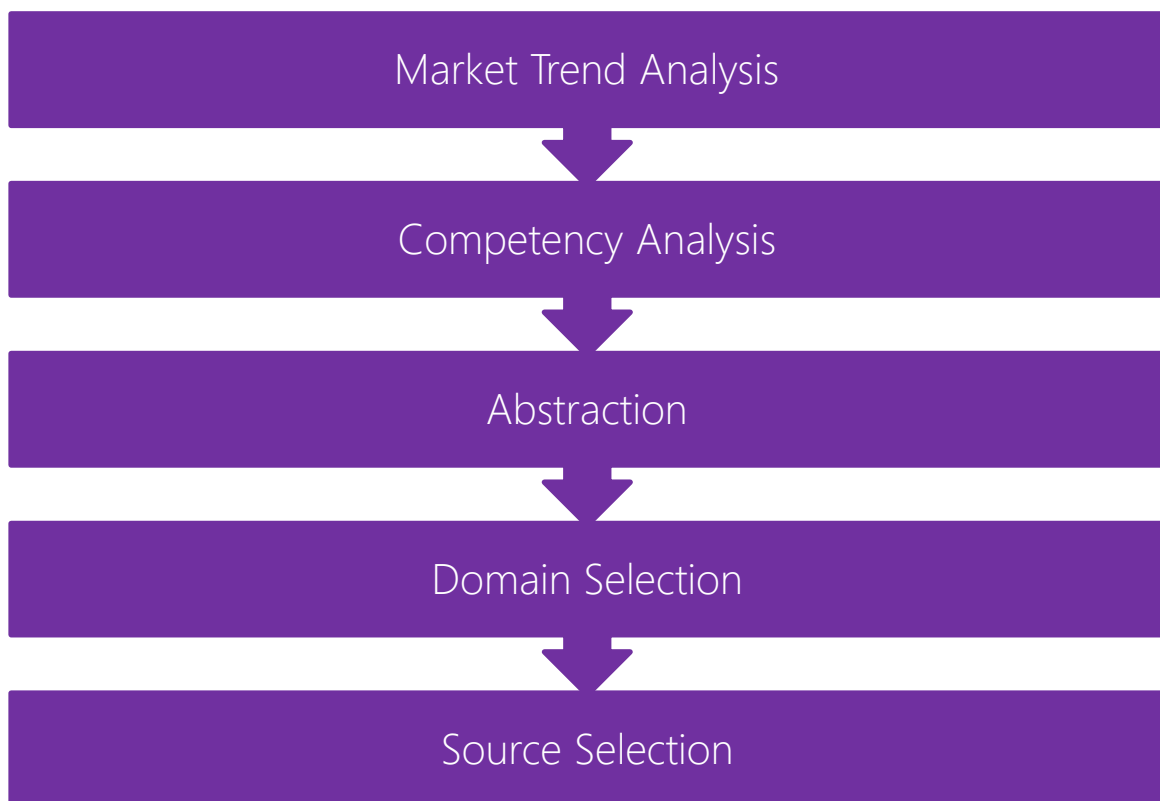 Market Trend Analysis
Competency Analysis
Abstraction
Domain Selection
Source Selection